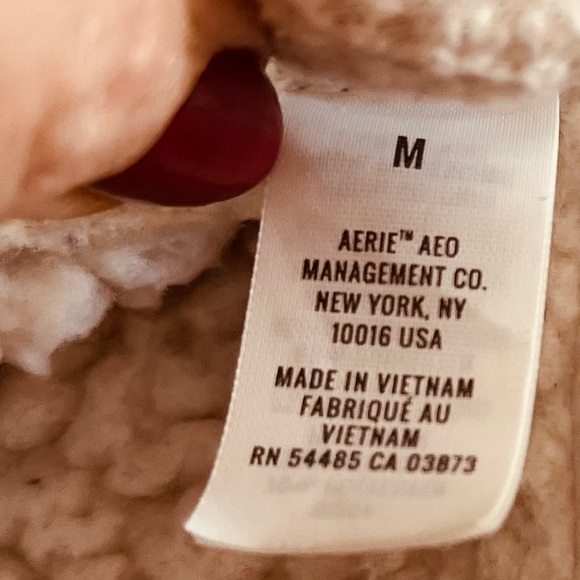 M
AERIE™ AEO
MANAGEMENT CO.
NEW YORK, NY
10016 USA
MADE IN VIETNAM
FABRIQUÉ AU
VIETNAM
RN 54485 CA 03873